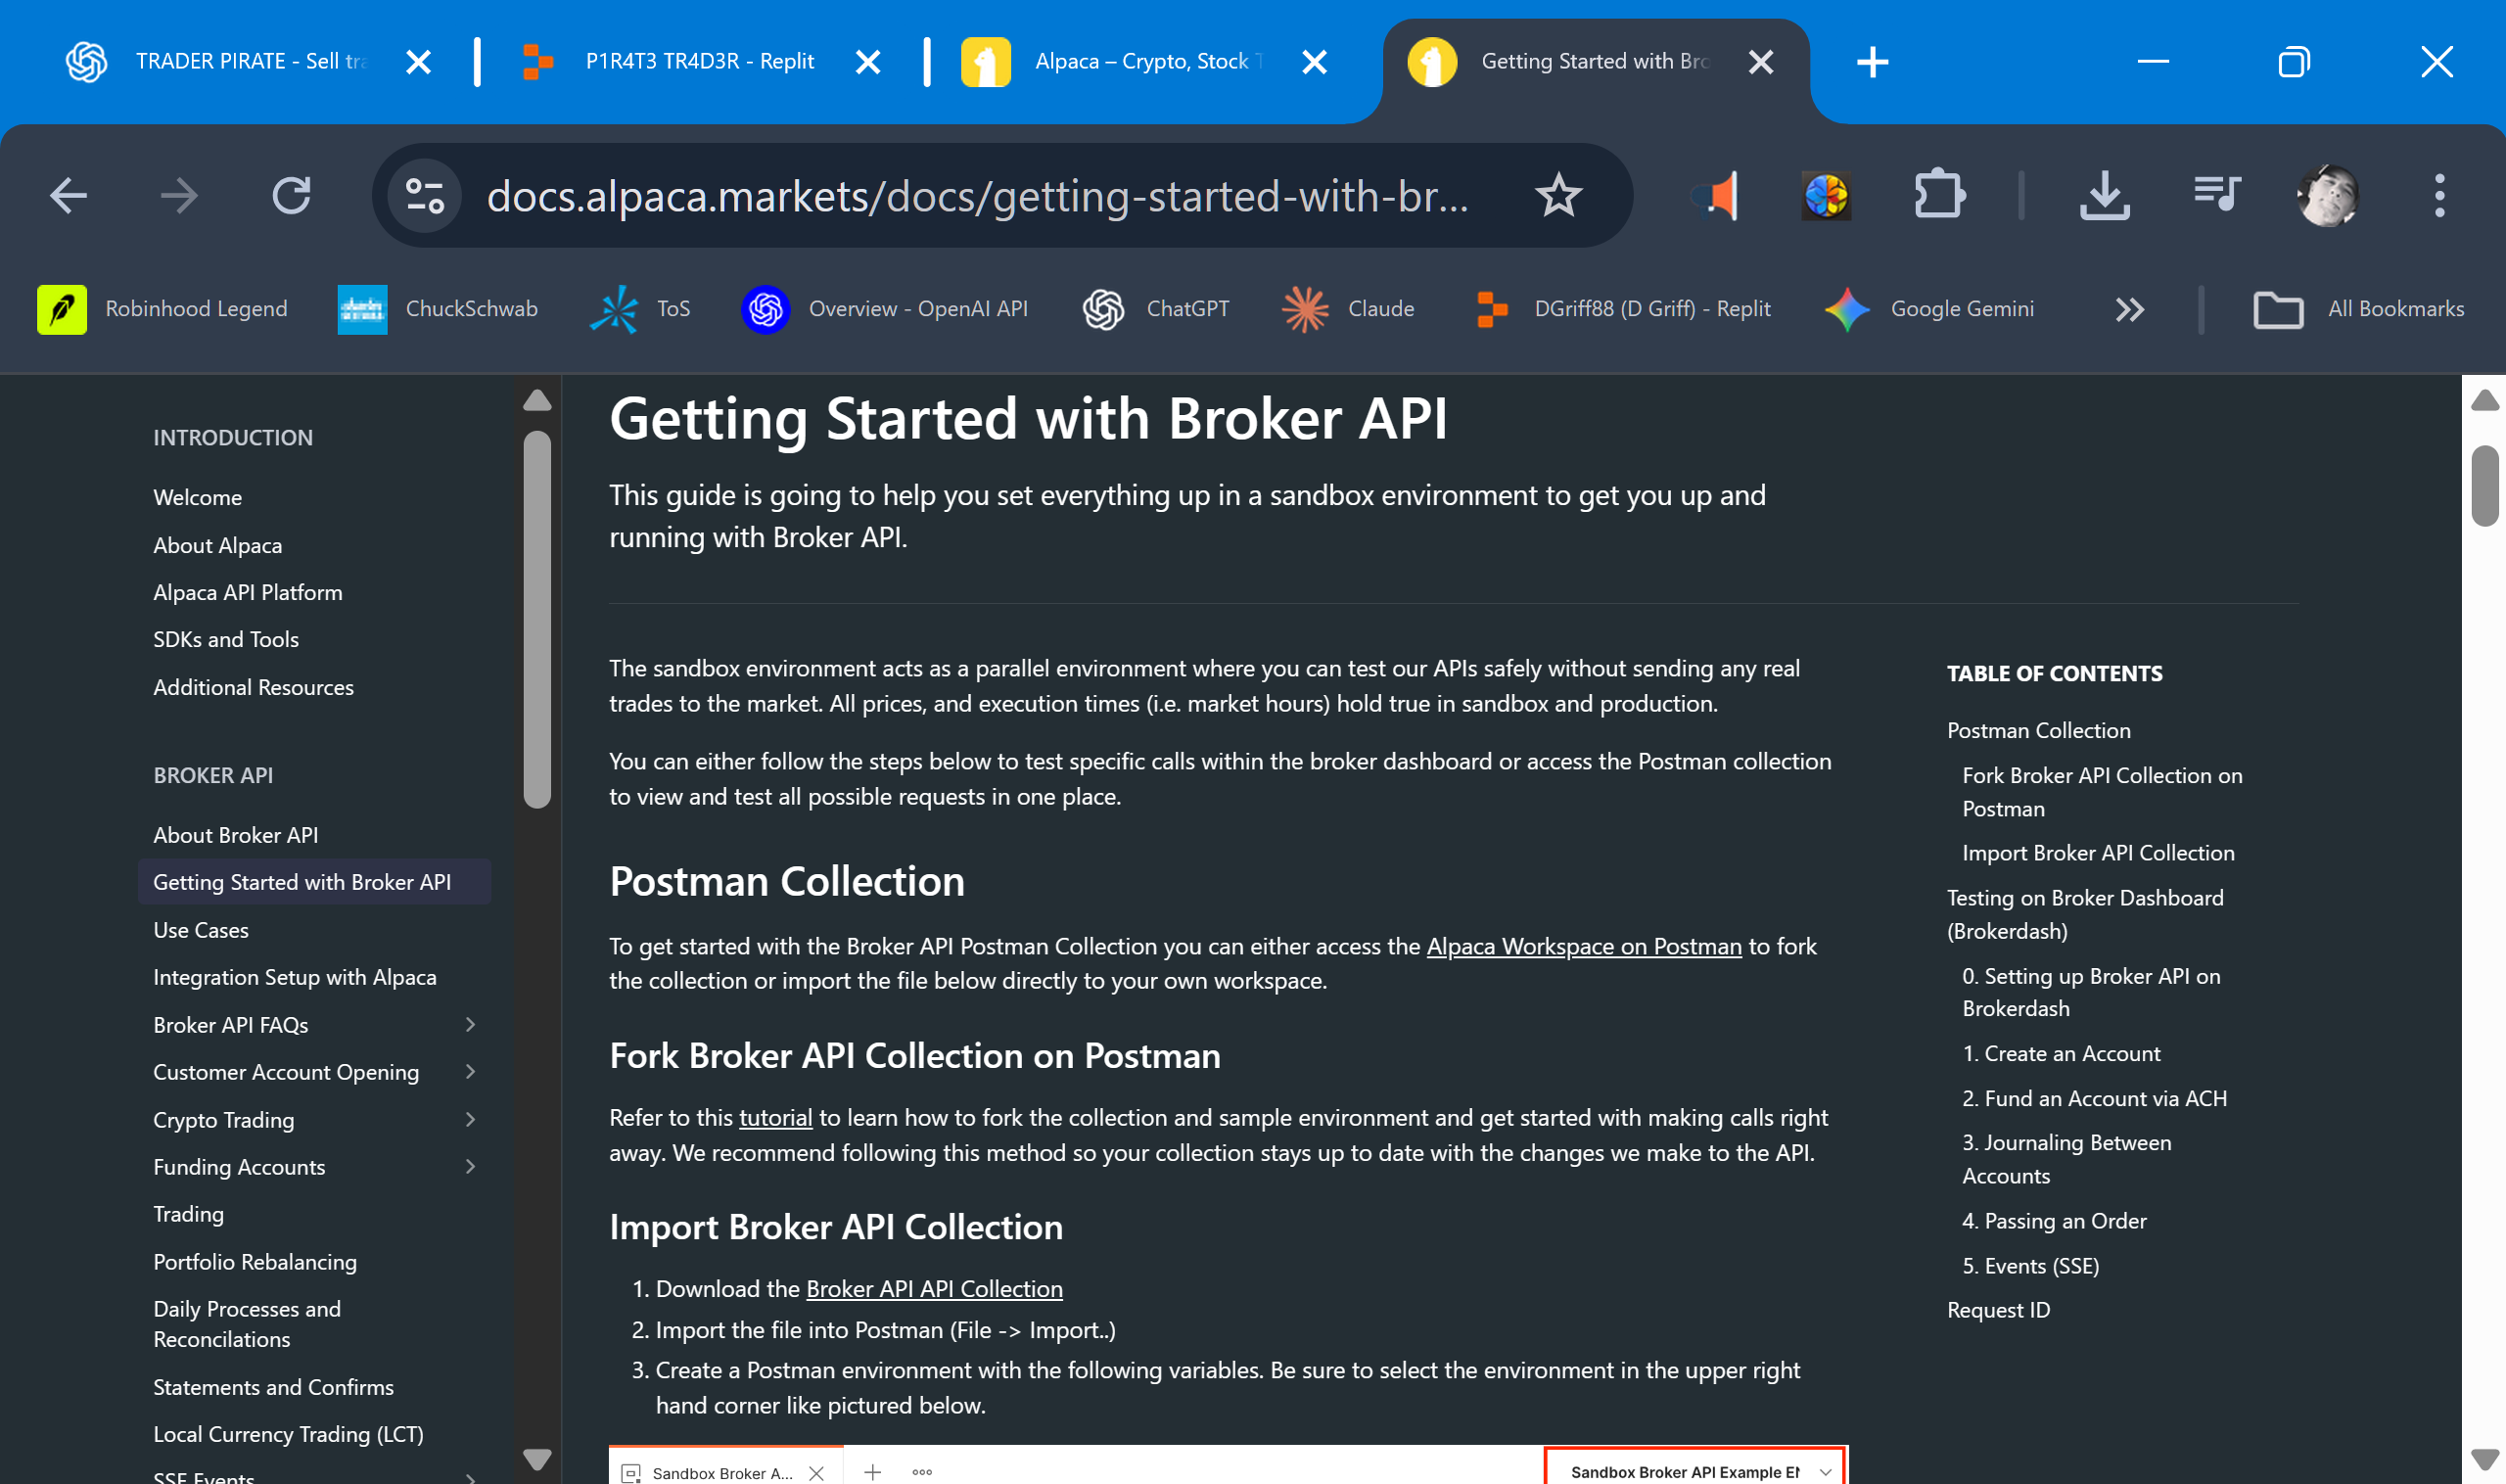 TRADER PIRATE - Sell tra
P1R4T3 TR4D3R - Replit
Alpaca – Crypto, Stock T
Getting Started with Bro
docs.alpaca.markets/docs/getting-started-with-br...
Robinhood Legend
ChuckSchwab
ToS
Overview - OpenAI API
ChatGPT
Claude
DGriff88 (D Griff) - Replit
Google Gemini
All Bookmarks
INTRODUCTION
Welcome
About Alpaca
Alpaca API Platform
SDKs and Tools
Additional Resources
BROKER API
About Broker API
Getting Started with Broker API
Use Cases
Integration Setup with Alpaca
Broker API FAQs
Customer Account Opening
Crypto Trading
Funding Accounts
Trading
Portfolio Rebalancing
Daily Processes and
Reconcilations
Statements and Confirms
Local Currency Trading (LCT)
SSE Events
Getting Started with Broker API
This guide is going to help you set everything up in a sandbox environment to get you up and
running with Broker API.
The sandbox environment acts as a parallel environment where you can test our APIs safely without sending any real
trades to the market. All prices, and execution times (i.e. market hours) hold true in sandbox and production.
You can either follow the steps below to test specific calls within the broker dashboard or access the Postman collection
to view and test all possible requests in one place.
Postman Collection
To get started with the Broker API Postman Collection you can either access the Alpaca Workspace on Postman to fork
the collection or import the file below directly to your own workspace.
Fork Broker API Collection on Postman
Refer to this tutorial to learn how to fork the collection and sample environment and get started with making calls right
away. We recommend following this method so your collection stays up to date with the changes we make to the API.
Import Broker API Collection
1. Download the Broker API API Collection
2. Import the file into Postman (File -> Import..)
3. Create a Postman environment with the following variables. Be sure to select the environment in the upper right
hand corner like pictured below.
Sandbox Broker A...
Sandbox Broker API Example EN
TABLE OF CONTENTS
Postman Collection
Fork Broker API Collection on
Postman
Import Broker API Collection
Testing on Broker Dashboard
(Brokerdash)
0. Setting up Broker API on
Brokerdash
1. Create an Account
2. Fund an Account via ACH
3. Journaling Between
Accounts
4. Passing an Order
5. Events (SSE)
Request ID